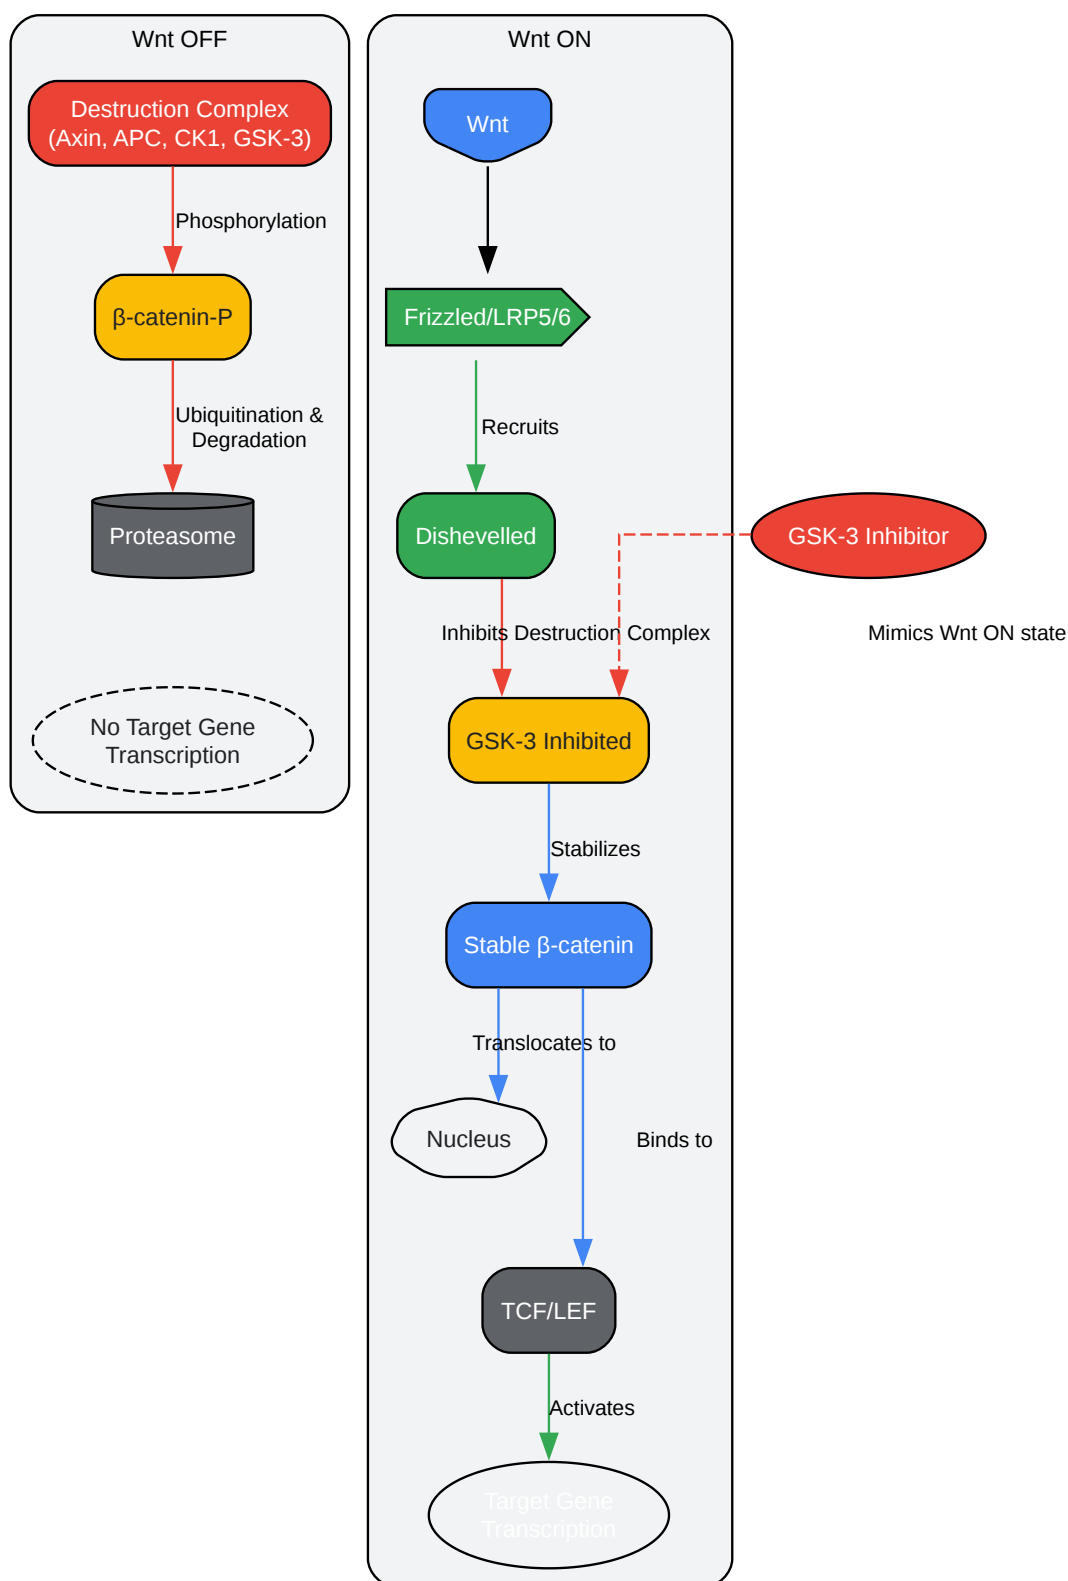 Wnt OFF
Destruction Complex
(Axin, APC, CK1, GSK-3)
Phosphorylation
β-catenin-P
Ubiquitination &
Degradation
Proteasome
No Target Gene
Transcription
Wnt ON
Wnt
Frizzled/LRP5/6
Recruits
Dishevelled
Inhibits Destruction Complex
GSK-3 Inhibitor
Mimics Wnt ON state
GSK-3 Inhibited
Stabilizes
Stable β-catenin
Translocates to
Nucleus
Binds to
TCF/LEF
Activates
Target Gene
Transcription